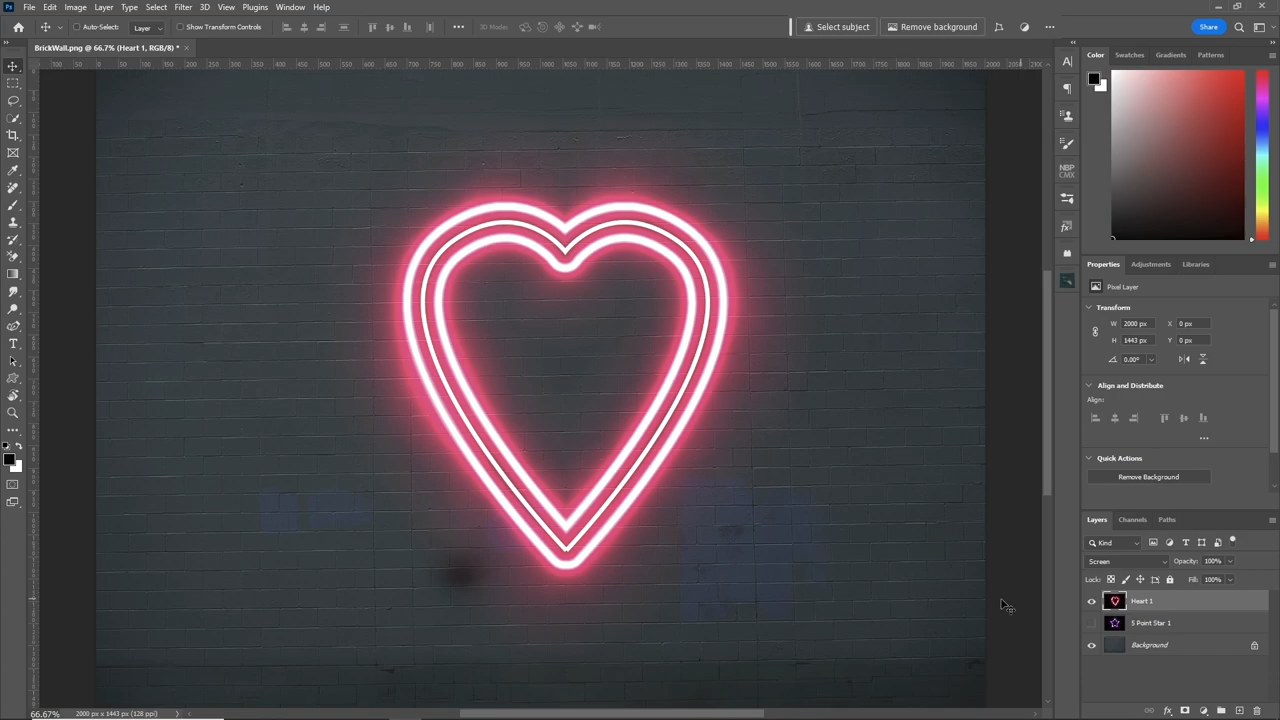 Ps File Edit Image Layer Type Select Filter 3D View Plugins Window Help
Auto-Select: Layer Show Transform Controls 3D Mode: Select subject Remove background Share
BrickWall.png @ 66.7% (Heart 1, RGB/8) *
Color Swatches Gradients Patterns
NBP
CMX
Properties Adjustments Libraries
Pixel Layer
Transform
W 2000 px X 0 px
H 1443 px Y 0 px
0.00°
Align and Distribute
Align:
Quick Actions
Remove Background
Layers Channels Paths
Kind
Screen Opacity: 100%
Lock: Fill: 100%
Heart 1
5 Point Star 1
Background
66.67% 2000 px x 1443 px (128 ppi)